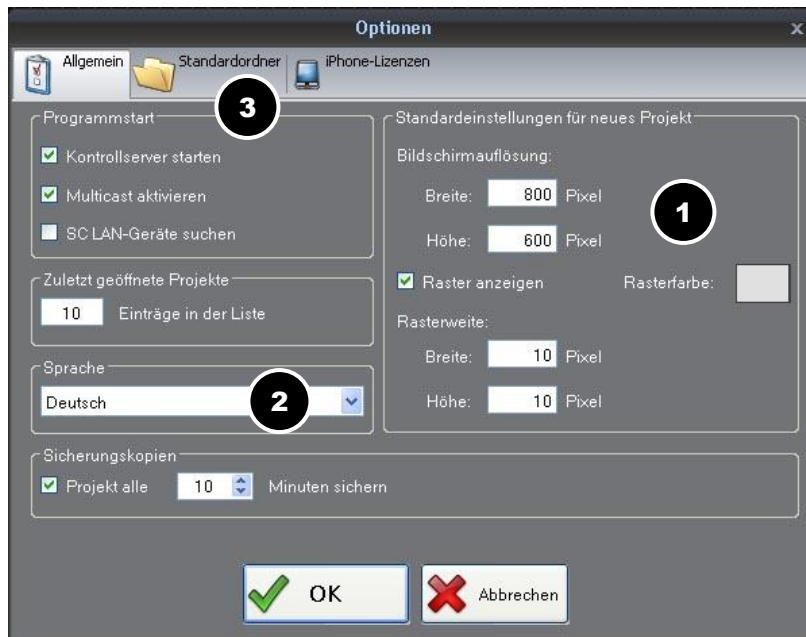 Optionen x
Allgemein Standardordner iPhone-Lizenzen
3
Programmstart
Kontrollserver starten
Multicast aktivieren
SC LAN-Geräte suchen
Zuletzt geöffnete Projekte
10 Einträge in der Liste
Sprache
Deutsch
2
Standardeinstellungen für neues Projekt
Bildschirmauflösung:
Breite: 800 Pixel
1
Höhe: 600 Pixel
Raster anzeigen Rasterfarbe:
Rasterweite:
Breite: 10 Pixel
Höhe: 10 Pixel
Sicherungskopien
Projekt alle 10 Minuten sichern
OK Abbrechen